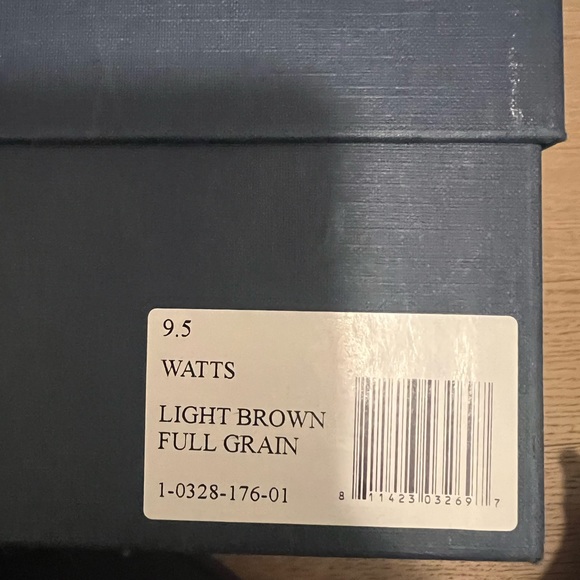 9.5
WATTS
LIGHT BROWN
FULL GRAIN
1-0328-176-01
8 11423 03269 7